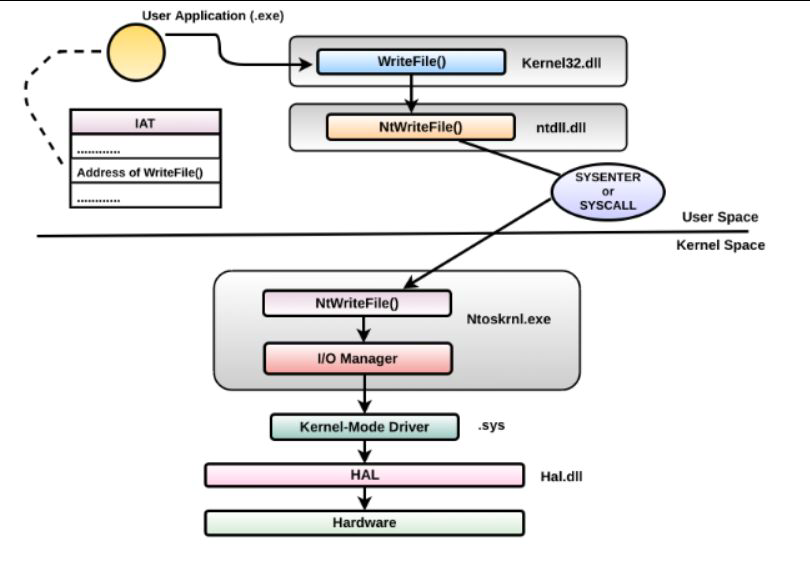 User Application (.exe)
WriteFile()
Kernel32.dll
NtWriteFile()
ntdll.dll
IAT
............
Address of WriteFile()
............
SYSENTER
or
SYSCALL
User Space
Kernel Space
NtWriteFile()
Ntoskrnl.exe
I/O Manager
Kernel-Mode Driver
.sys
HAL
Hal.dll
Hardware